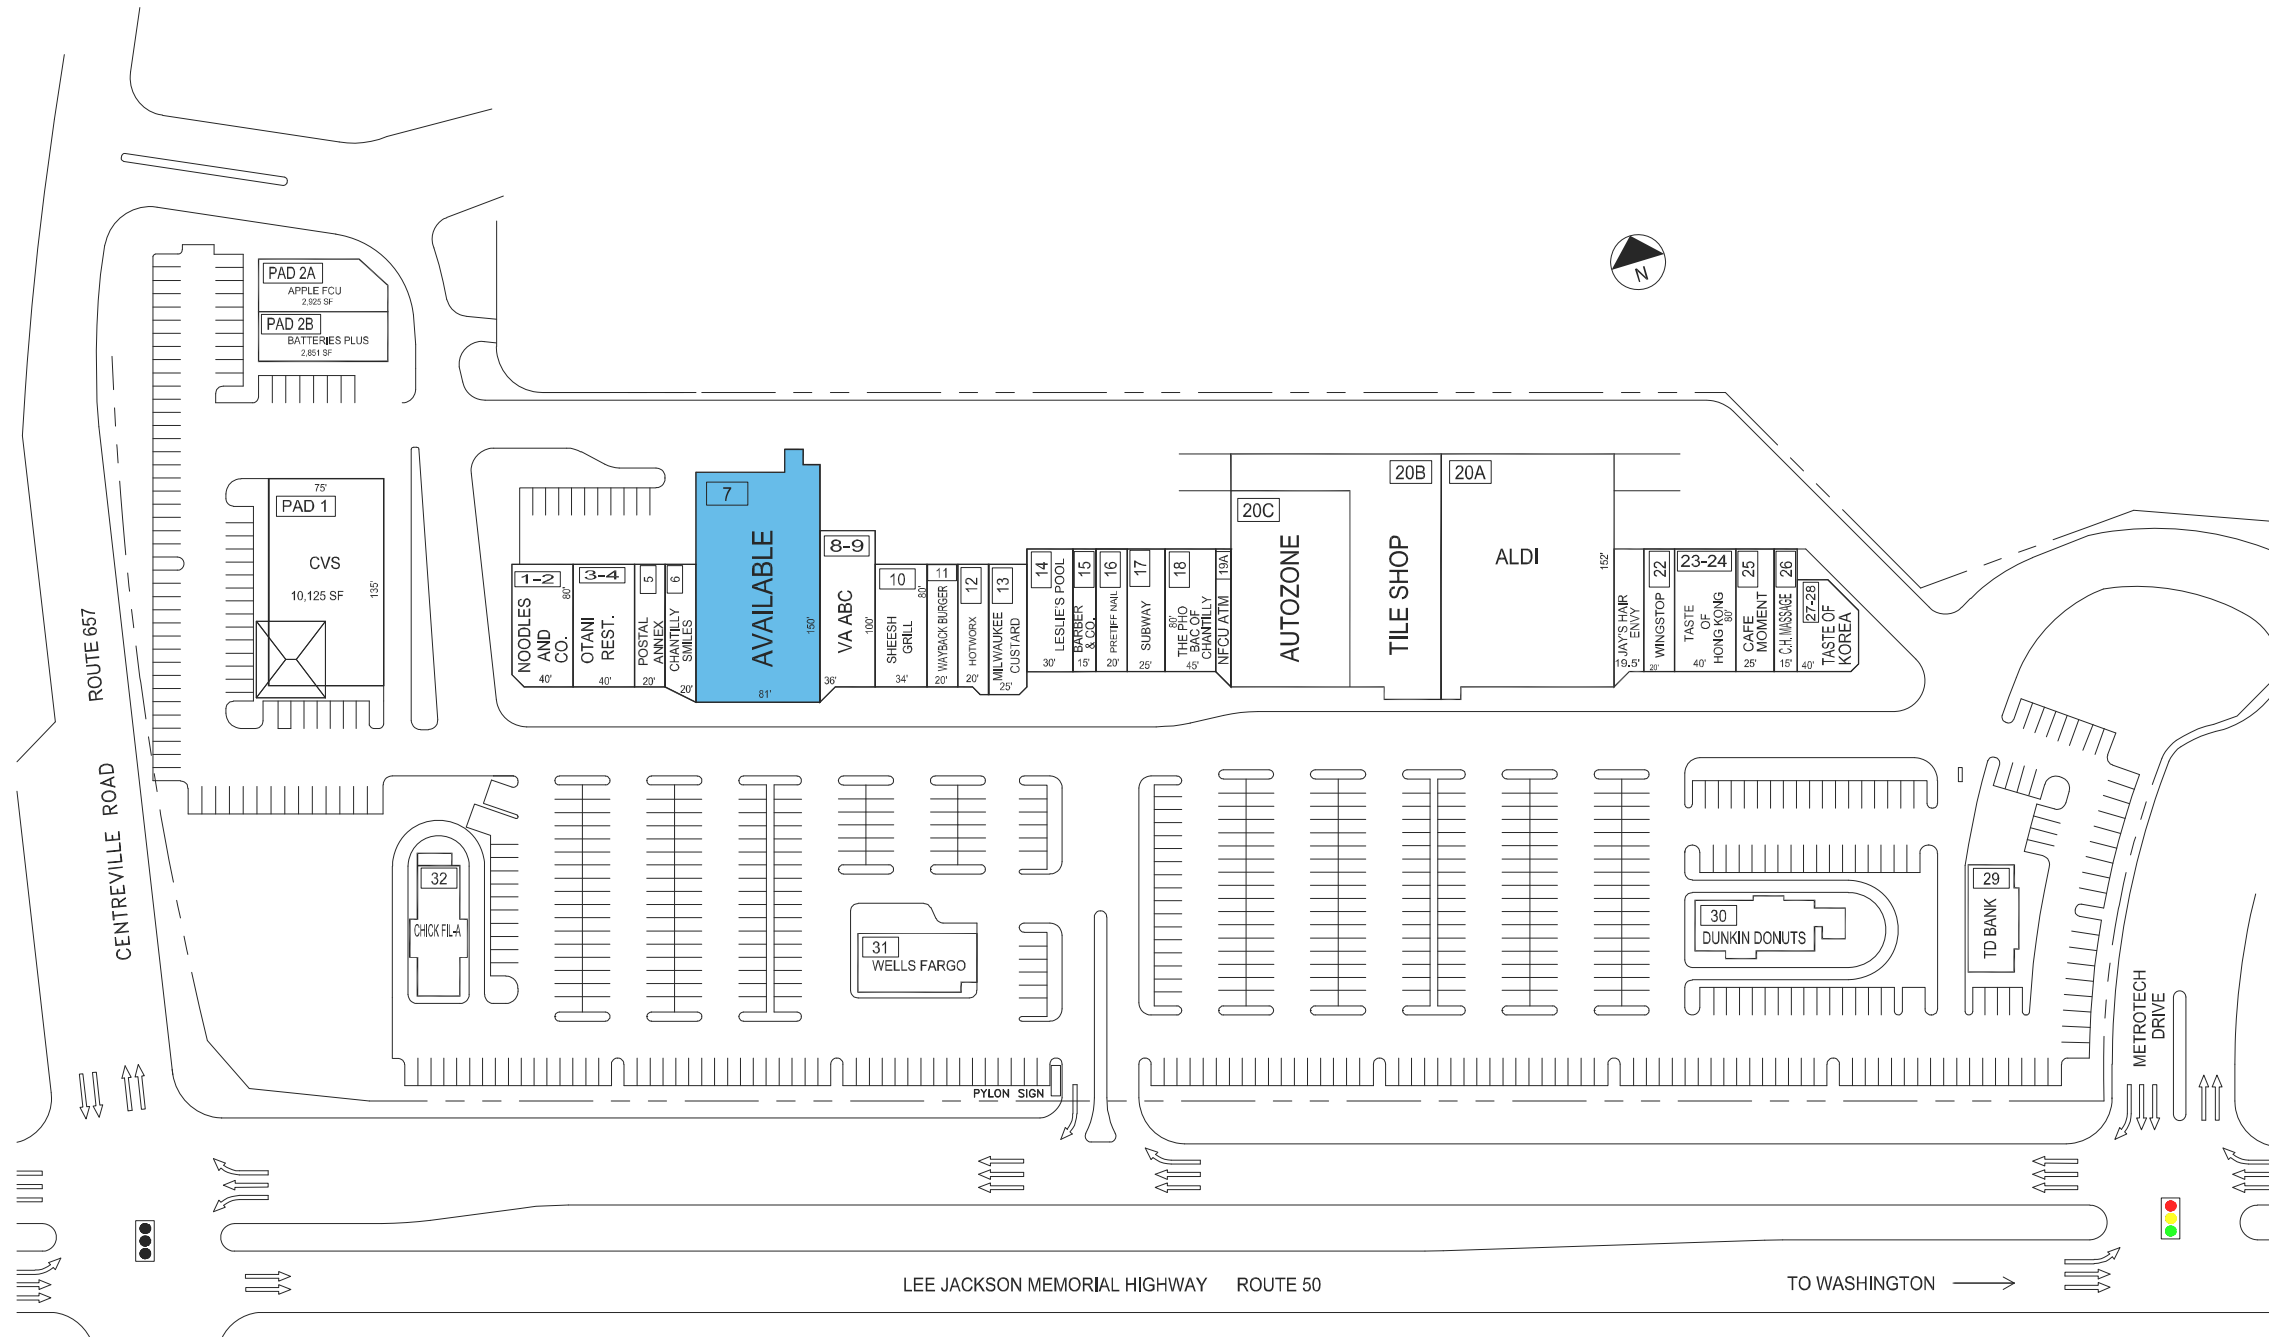 PAD 2A
APPLE FCU
2,925 SF
PAD 2B
BATTERIES PLUS
2,851 SF
N
75'
PAD 1
CVS
10,125 SF
135'
ROUTE 657
CENTREVILLE ROAD
1-2
NOODLES
AND
CO.
80'
40'
3-4
OTANI
REST.
40'
5
POSTAL
ANNEX
20'
6
CHANTILLY
SMILES
20'
7
AVAILABLE
150'
81'
8-9
VA ABC
100'
36'
10
SHEESH
GRILL
80'
34'
11
WAYBACK BURGER
20'
12
HOTWORX
20'
13
MILWAUKEE
CUSTARD
25'
14
LESLIE'S POOL
30'
15
BARBER
& CO.
15'
16
PRETIFF NAIL
20'
17
SUBWAY
25'
18
80'
THE PHO
BAC OF
CHANTILLY
45'
19A
NFCU ATM
20C
AUTOZONE
20B
TILE SHOP
20A
ALDI
152'
JAY'S HAIR
ENVY
19.5'
22
WINGSTOP
20'
23-24
TASTE
OF
HONG KONG
80'
40'
25
CAFE
MOMENT
25'
26
C.H. MASSAGE
15'
27-28
TASTE OF
KOREA
40'
32
CHICK FIL-A
31
WELLS FARGO
30
DUNKIN DONUTS
29
TD BANK
METROTECH
DRIVE
PYLON SIGN
LEE JACKSON MEMORIAL HIGHWAY ROUTE 50
TO WASHINGTON